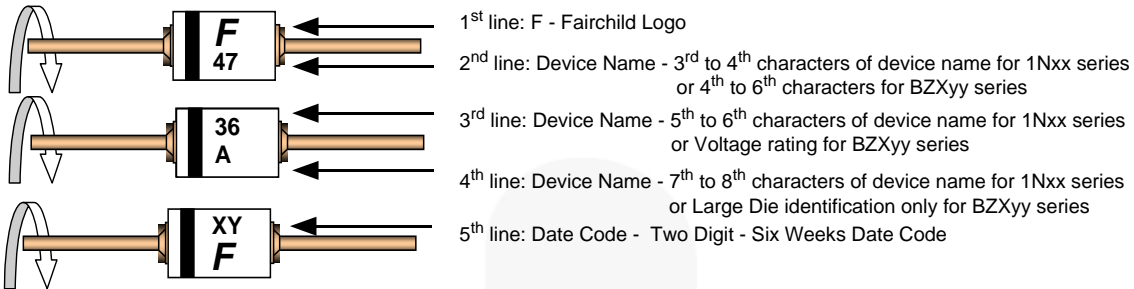 F
47
36
A
XY
F
1st line: F - Fairchild Logo
2nd line: Device Name - 3rd to 4th characters of device name for 1Nxx series
or 4th to 6th characters for BZXyy series
3rd line: Device Name - 5th to 6th characters of device name for 1Nxx series
or Voltage rating for BZXyy series
4th line: Device Name - 7th to 8th characters of device name for 1Nxx series
or Large Die identification only for BZXyy series
5th line: Date Code - Two Digit - Six Weeks Date Code